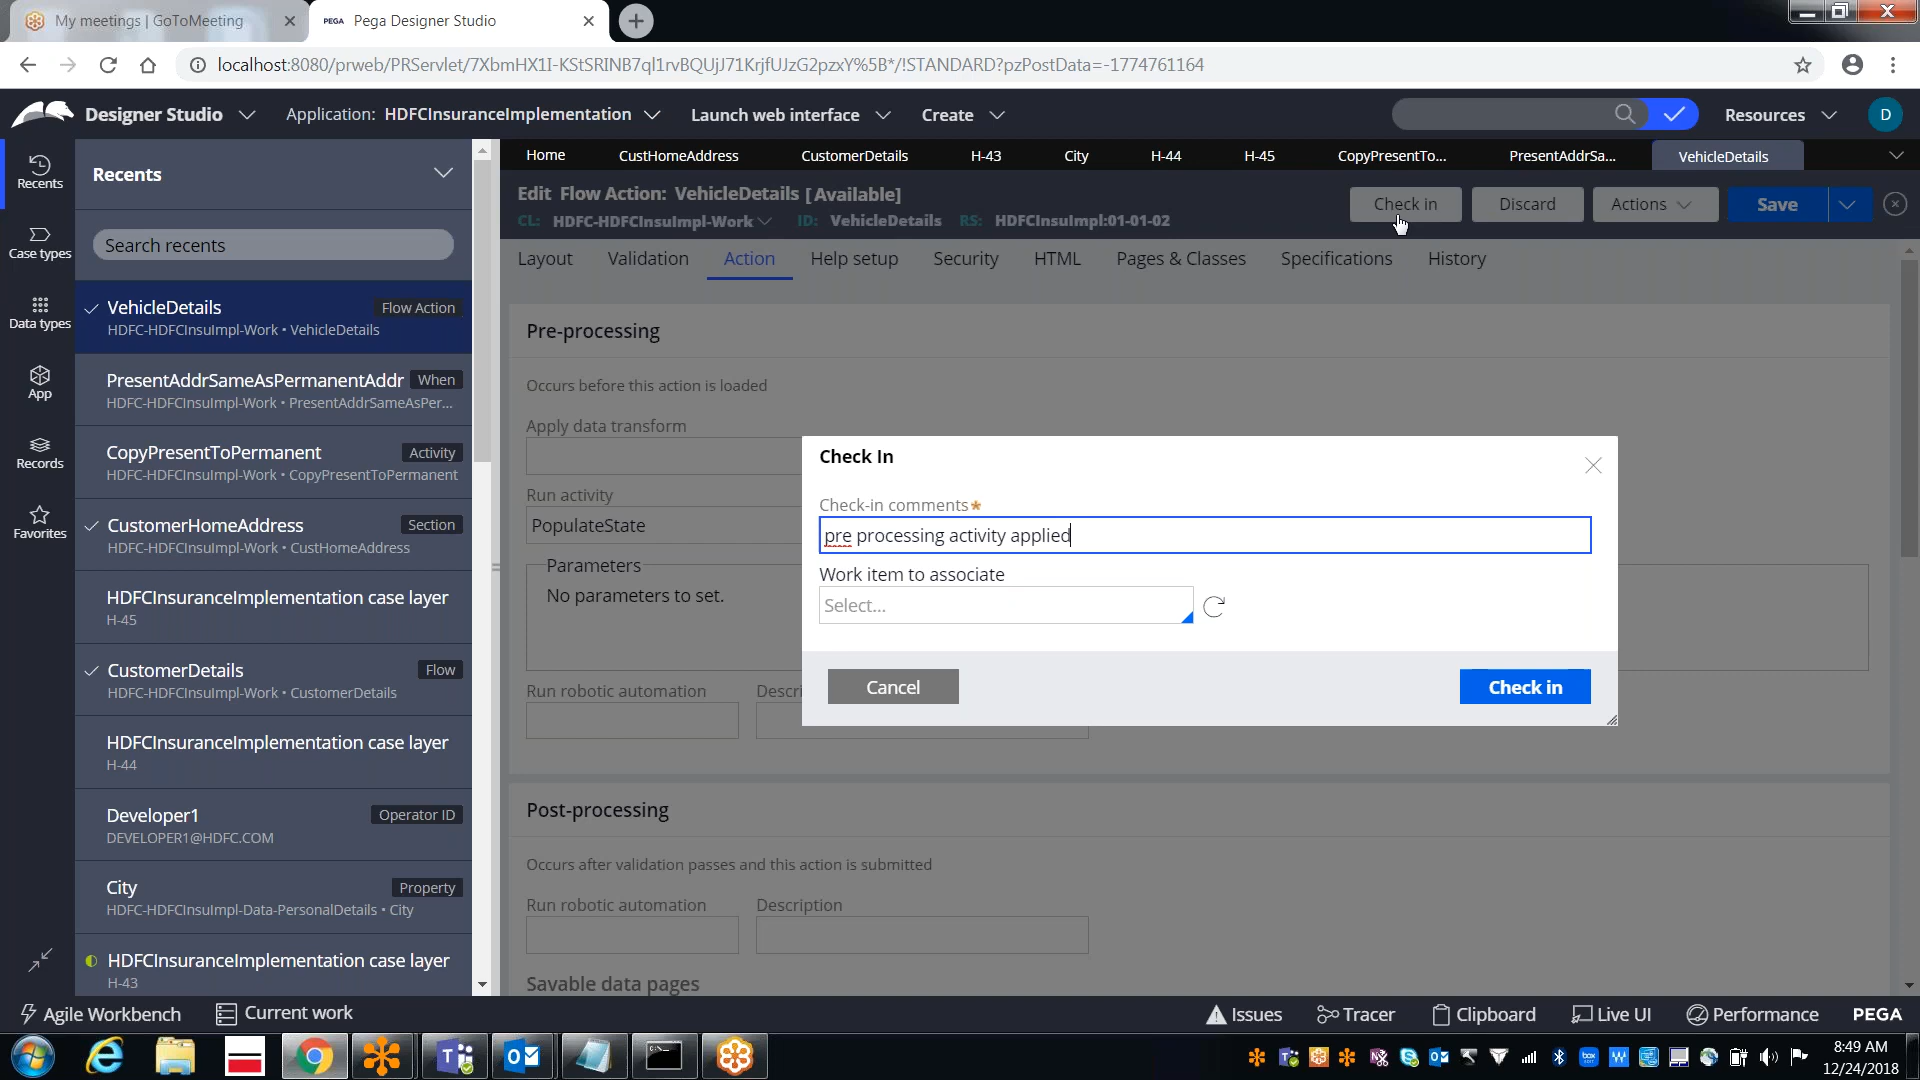 My meetings | GoToMeeting
PEGA Pega Designer Studio
localhost:8080/prweb/PRServlet/7XbmHX1I-KStSRINB7ql1rvBQUjJ71KrjfUJzG2pzxY%5B*/!STANDARD?pzPostData=-1774761164
Designer Studio
Application: HDFCInsuranceImplementation
Launch web interface
Create
Resources
D
Home
CustHomeAddress
CustomerDetails
H-43
City
H-44
H-45
CopyPresentTo...
PresentAddrSa...
VehicleDetails
Recents
Case types
Data types
App
Records
Favorites
Recents
Search recents
VehicleDetails Flow Action
HDFC-HDFCInsuImpl-Work • VehicleDetails
PresentAddrSameAsPermanentAddr When
HDFC-HDFCInsuImpl-Work • PresentAddrSameAsPer...
CopyPresentToPermanent Activity
HDFC-HDFCInsuImpl-Work • CopyPresentToPermanent
CustomerHomeAddress Section
HDFC-HDFCInsuImpl-Work • CustHomeAddress
HDFCInsuranceImplementation case layer
H-45
CustomerDetails Flow
HDFC-HDFCInsuImpl-Work • CustomerDetails
HDFCInsuranceImplementation case layer
H-44
Developer1 Operator ID
DEVELOPER1@HDFC.COM
City Property
HDFC-HDFCInsuImpl-Data-PersonalDetails • City
HDFCInsuranceImplementation case layer
H-43
Edit Flow Action: VehicleDetails [Available]
CL: HDFC-HDFCInsuImpl-Work ID: VehicleDetails RS: HDFCInsuImpl:01-01-02
Check in
Discard
Actions
Save
Layout
Validation
Action
Help setup
Security
HTML
Pages & Classes
Specifications
History
Pre-processing
Occurs before this action is loaded
Apply data transform
Run activity
PopulateState
Parameters
No parameters to set.
Run robotic automation
Descri
Post-processing
Occurs after validation passes and this action is submitted
Run robotic automation
Description
Savable data pages
Check In
Check-in comments*
pre processing activity applied
Work item to associate
Select...
Cancel
Check in
Agile Workbench
Current work
Issues
Tracer
Clipboard
Live UI
Performance
PEGA
8:49 AM
12/24/2018